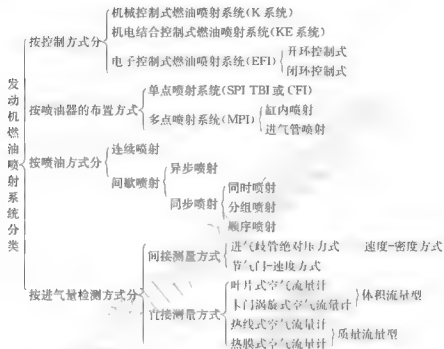 发动机燃油喷射系统分类
按控制方式分
机械控制式燃油喷射系统(K 系统)
机电结合控制式燃油喷射系统(KE 系统)
电子控制式燃油喷射系统(EFI)
开环控制式
闭环控制式
按喷油器的布置方式
单点喷射系统(SPI TBI 或 CFI)
多点喷射系统(MPI)
缸内喷射
进气管喷射
按喷油方式分
连续喷射
间歇喷射
异步喷射
同步喷射
同时喷射
分组喷射
顺序喷射
按进气量检测方式分
间接测量方式
进气歧管绝对压力方式 速度-密度方式
节气门-速度方式
直接测量方式
叶片式空气流量计
卡门涡旋式空气流量计
体积流量型
热线式空气流量计
热膜式空气流量计
质量流量型